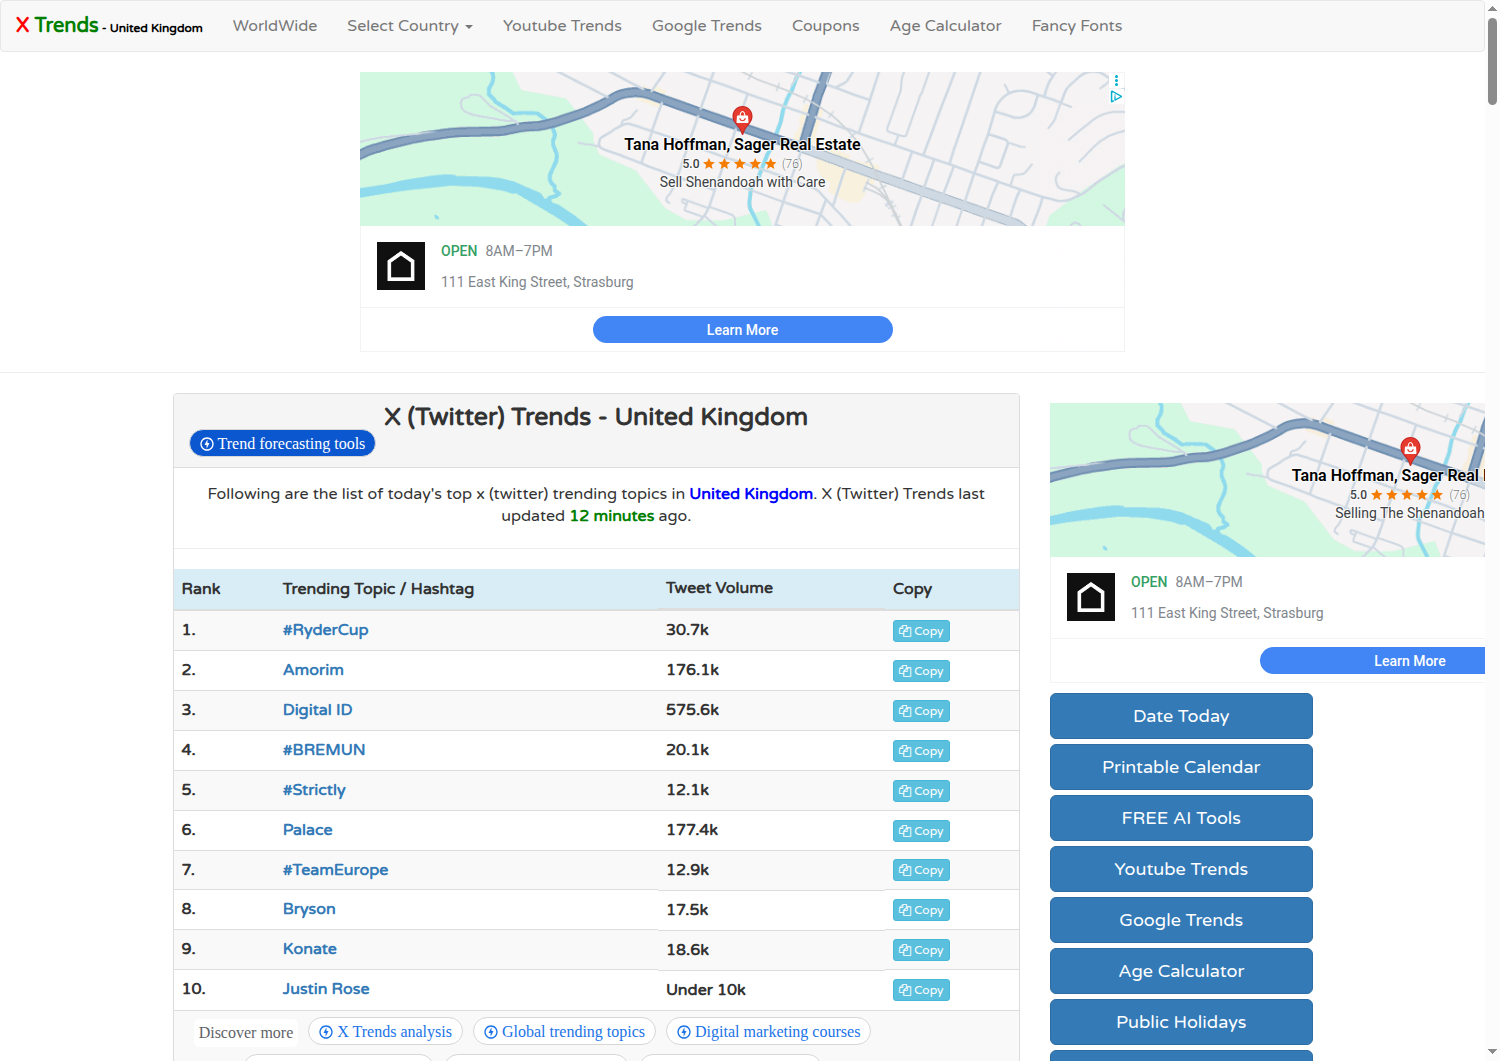 X Trends - United Kingdom WorldWide Select Country Youtube Trends Google Trends Coupons Age Calculator Fancy Fonts
Tana Hoffman, Sager Real Estate
5.0 (76)
Sell Shenandoah with Care
OPEN 8AM–7PM
111 East King Street, Strasburg
Learn More
X (Twitter) Trends - United Kingdom
Trend forecasting tools
Following are the list of today's top x (twitter) trending topics in United Kingdom. X (Twitter) Trends last
updated 12 minutes ago.
Rank Trending Topic / Hashtag Tweet Volume Copy
1. #RyderCup 30.7k Copy
2. Amorim 176.1k Copy
3. Digital ID 575.6k Copy
4. #BREMUN 20.1k Copy
5. #Strictly 12.1k Copy
6. Palace 177.4k Copy
7. #TeamEurope 12.9k Copy
8. Bryson 17.5k Copy
9. Konate 18.6k Copy
10. Justin Rose Under 10k Copy
Discover more X Trends analysis Global trending topics Digital marketing courses
Tana Hoffman, Sager Real
5.0 (76)
Selling The Shenandoah
OPEN 8AM–7PM
111 East King Street, Strasburg
Learn More
Date Today
Printable Calendar
FREE AI Tools
Youtube Trends
Google Trends
Age Calculator
Public Holidays